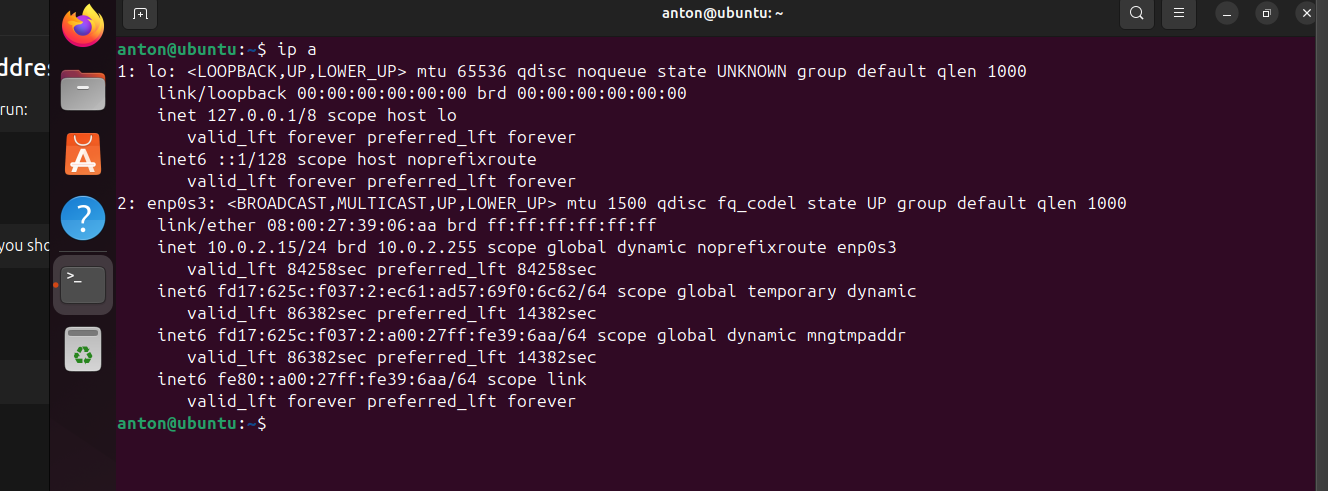 anton@ubuntu: ~
ddres
run:
you sho
anton@ubuntu:~$ ip a
1: lo: <LOOPBACK,UP,LOWER_UP> mtu 65536 qdisc noqueue state UNKNOWN group default qlen 1000
    link/loopback 00:00:00:00:00:00 brd 00:00:00:00:00:00
    inet 127.0.0.1/8 scope host lo
       valid_lft forever preferred_lft forever
    inet6 ::1/128 scope host noprefixroute
       valid_lft forever preferred_lft forever
2: enp0s3: <BROADCAST,MULTICAST,UP,LOWER_UP> mtu 1500 qdisc fq_codel state UP group default qlen 1000
    link/ether 08:00:27:39:06:aa brd ff:ff:ff:ff:ff:ff
    inet 10.0.2.15/24 brd 10.0.2.255 scope global dynamic noprefixroute enp0s3
       valid_lft 84258sec preferred_lft 84258sec
    inet6 fd17:625c:f037:2:ec61:ad57:69f0:6c62/64 scope global temporary dynamic
       valid_lft 86382sec preferred_lft 14382sec
    inet6 fd17:625c:f037:2:a00:27ff:fe39:6aa/64 scope global dynamic mngtmpaddr
       valid_lft 86382sec preferred_lft 14382sec
    inet6 fe80::a00:27ff:fe39:6aa/64 scope link
       valid_lft forever preferred_lft forever
anton@ubuntu:~$